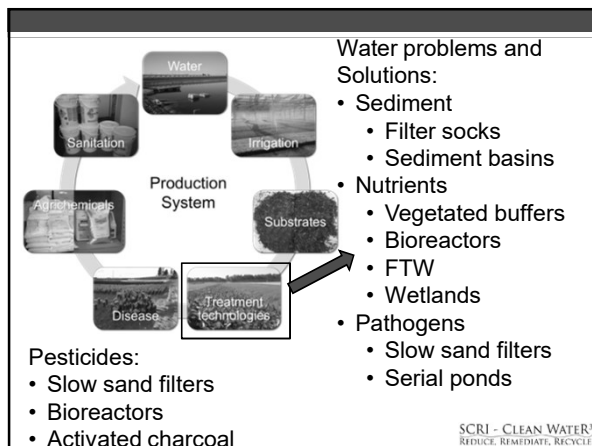 Water
Irrigation
Substrates
Treatment
technologies
Disease
Agrichemicals
Sanitation
Production
System
Water problems and
Solutions:
• Sediment
• Filter socks
• Sediment basins
• Nutrients
• Vegetated buffers
• Bioreactors
• FTW
• Wetlands
• Pathogens
• Slow sand filters
• Serial ponds
Pesticides:
• Slow sand filters
• Bioreactors
• Activated charcoal
SCRI - CLEAN WATER³
REDUCE, REMEDIATE, RECYCLE